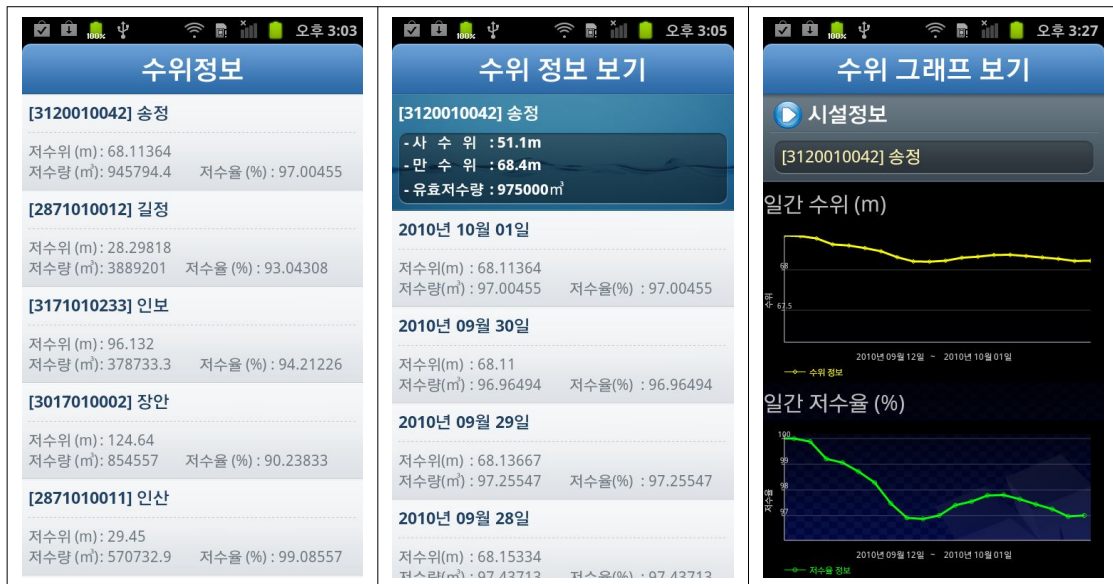 100%
오후 3:03
수위정보
[3120010042] 송정
저수위 (m) : 68.11364
저수량 (㎥): 945794.4 저수율 (%) : 97.00455
[2871010012] 길정
저수위 (m) : 28.29818
저수량 (㎥): 3889201 저수율 (%) : 93.04308
[3171010233] 인보
저수위 (m) : 96.132
저수량 (㎥): 378733.3 저수율 (%) : 94.21226
[3017010002] 장안
저수위 (m) : 124.64
저수량 (㎥): 854557 저수율 (%) : 90.23833
[2871010011] 인산
저수위 (m) : 29.45
저수량 (㎥): 570732.9 저수율 (%) : 99.08557
100%
오후 3:05
수위 정보 보기
[3120010042] 송정
- 사 수 위 : 51.1m
- 만 수 위 : 68.4m
- 유효저수량 : 975000㎥
2010년 10월 01일
저수위(m) : 68.11364
저수량(㎥) : 97.00455 저수율(%) : 97.00455
2010년 09월 30일
저수위(m) : 68.11
저수량(㎥) : 96.96494 저수율(%) : 96.96494
2010년 09월 29일
저수위(m) : 68.13667
저수량(㎥) : 97.25547 저수율(%) : 97.25547
2010년 09월 28일
저수위(m) : 68.15334
저수량(㎥) : 97.43713 저수율(%) : 97.43713
100%
오후 3:27
수위 그래프 보기
시설정보
[3120010042] 송정
일간 수위 (m)
68
67.5
수위
2010년 09월 12일 ~ 2010년 10월 01일
수위 정보
일간 저수율 (%)
100
99
98
97
저수율
2010년 09월 12일 ~ 2010년 10월 01일
저수율 정보